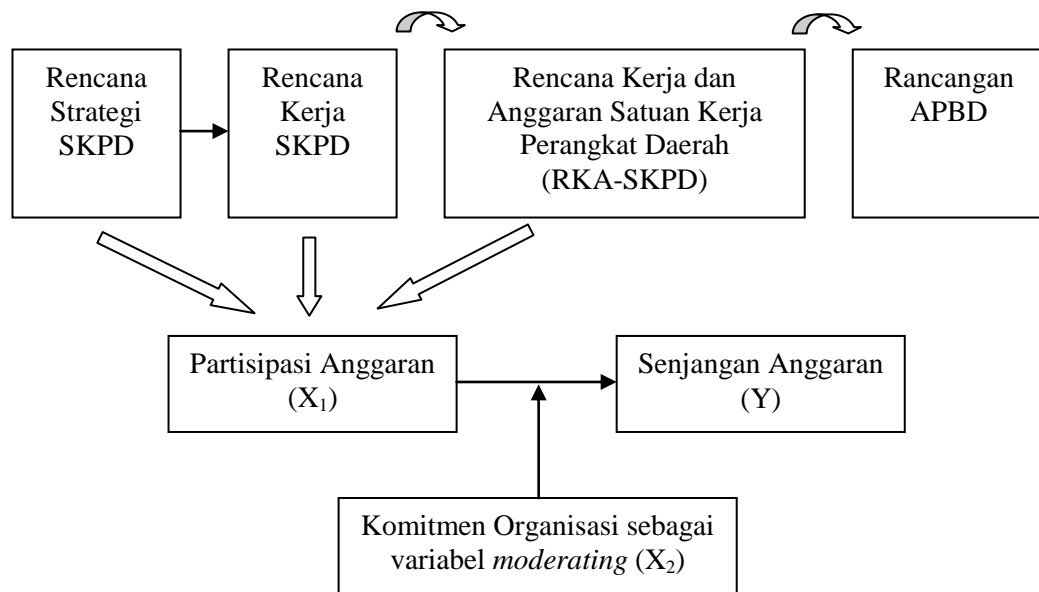 Rencana
Strategi
SKPD
Rencana
Kerja
SKPD
Rencana Kerja dan
Anggaran Satuan Kerja
Perangkat Daerah
(RKA-SKPD)
Rancangan
APBD
Partisipasi Anggaran
(X₁)
Senjangan Anggaran
(Y)
Komitmen Organisasi sebagai
variabel moderating (X₂)